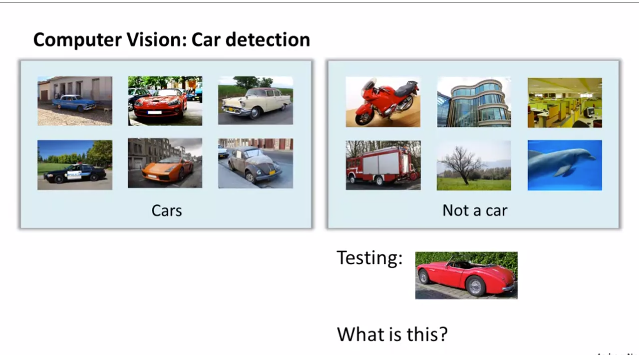 Computer Vision: Car detection
Cars
Not a car
Testing:
What is this?